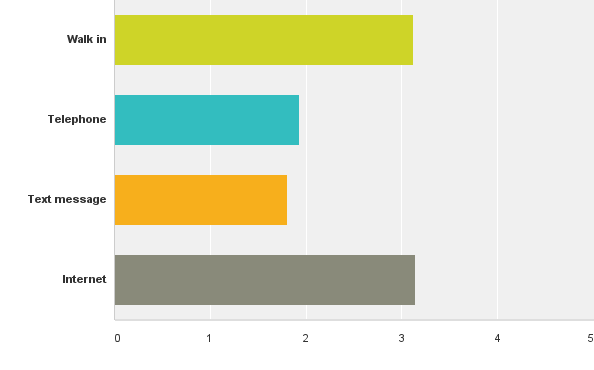 Walk in
Telephone
Text message
Internet
0 1 2 3 4 5